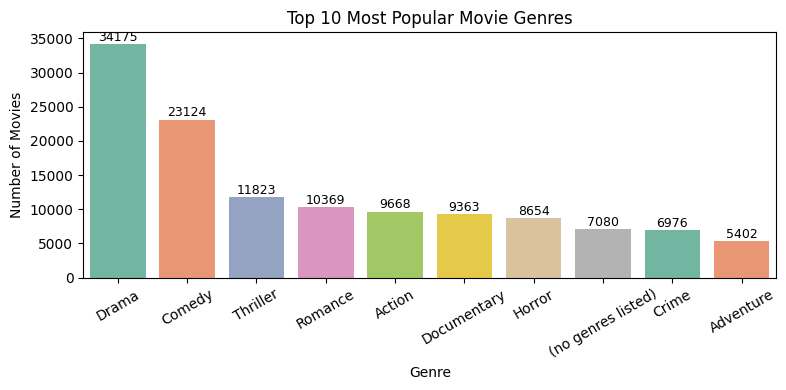 Top 10 Most Popular Movie Genres
Number of Movies
35000
30000
25000
20000
15000
10000
5000
0
34175
23124
11823
10369
9668
9363
8654
7080
6976
5402
Drama
Comedy
Thriller
Romance
Action
Documentary
Horror
(no genres listed)
Crime
Adventure
Genre